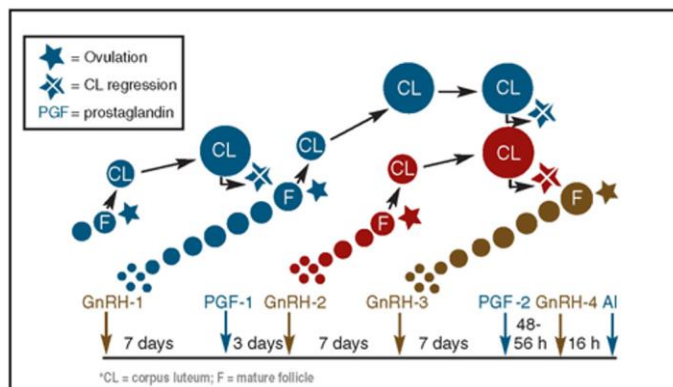 = Ovulation
= CL regression
PGF = prostaglandin
CL
CL
CL
CL
CL
CL
CL
CL
F
F
F
F
GnRH-1
PGF-1
GnRH-2
GnRH-3
PGF-2
GnRH-4
AI
7 days
3 days
7 days
7 days
48-
56 h
16 h
*CL = corpus luteum; F = mature follicle